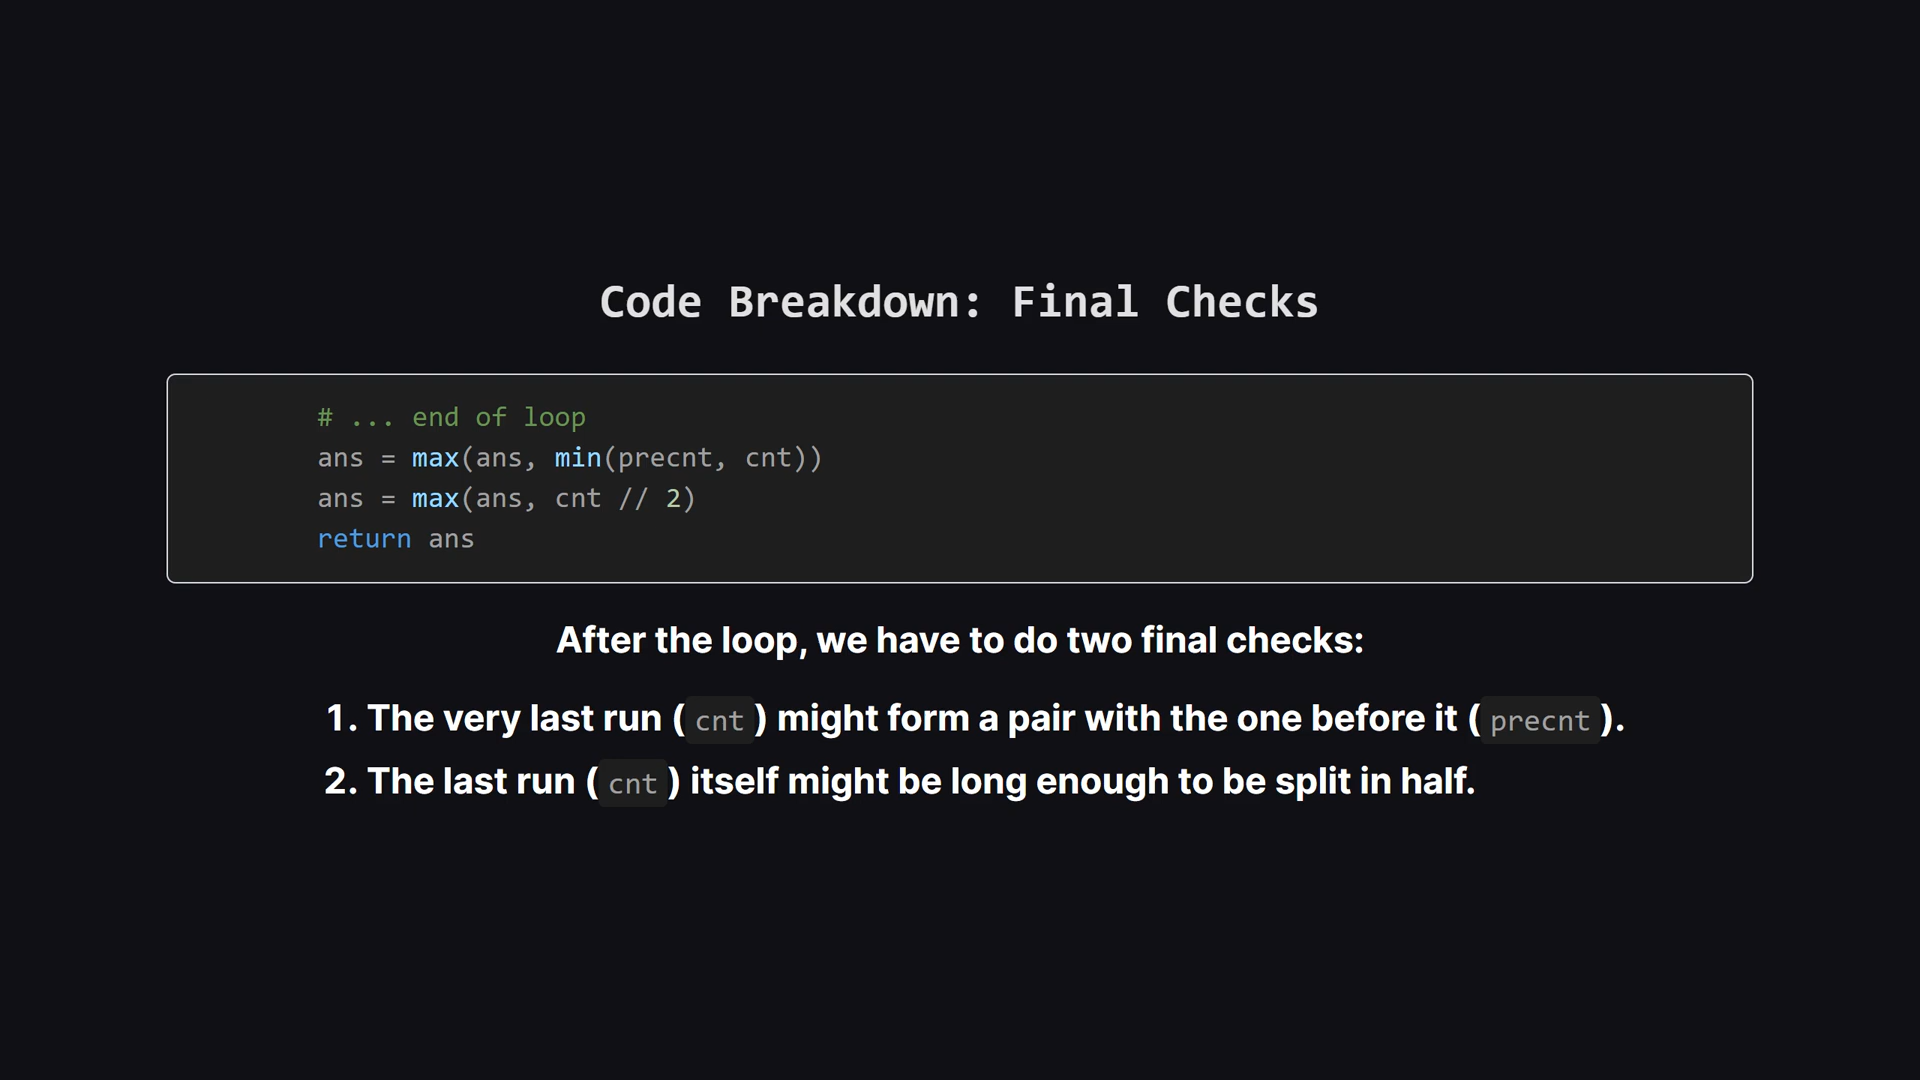 Code Breakdown: Final Checks
# ... end of loop
ans = max(ans, min(precnt, cnt))
ans = max(ans, cnt // 2)
return ans
After the loop, we have to do two final checks:
1. The very last run ( cnt ) might form a pair with the one before it ( precnt ).
2. The last run ( cnt ) itself might be long enough to be split in half.